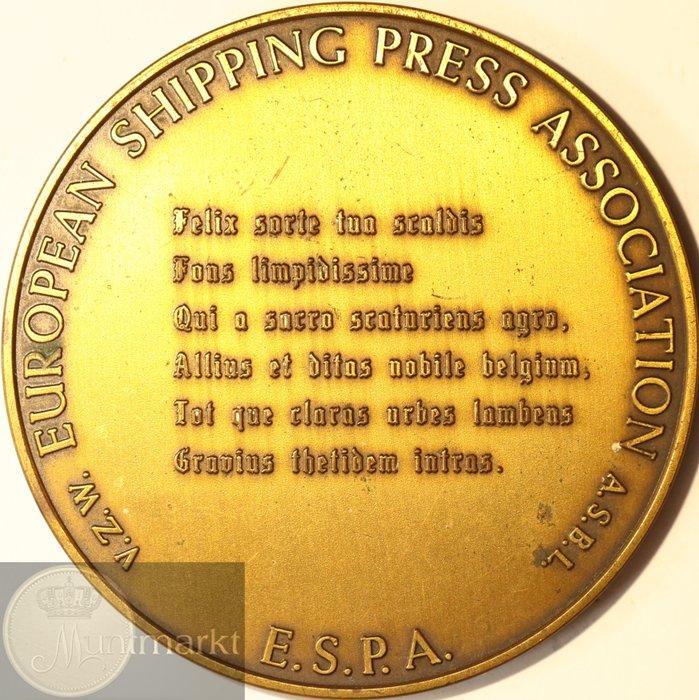 V.Z.W. EUROPEAN SHIPPING PRESS ASSOCIATION A.S.B.L.
Felix sorte tua scaldis
Fons limpidissime
Qui a sacro scaturiens agro,
Allius et ditas nobile belgium,
Tot que claras urbes lambens
Gravius thetidem intras.
E.S.P.A.
Muntmarkt